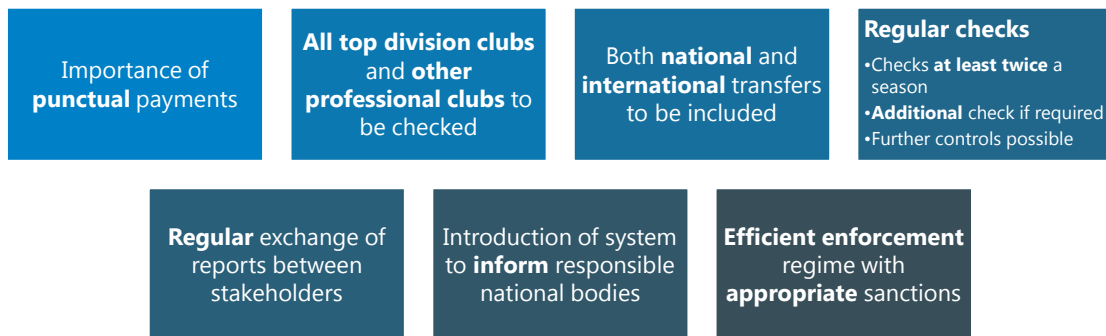 Importance of
punctual payments
All top division clubs
and other
professional clubs to
be checked
Both national and
international transfers
to be included
Regular checks
•Checks at least twice a
season
•Additional check if required
•Further controls possible
Regular exchange of
reports between
stakeholders
Introduction of system
to inform responsible
national bodies
Efficient enforcement
regime with
appropriate sanctions